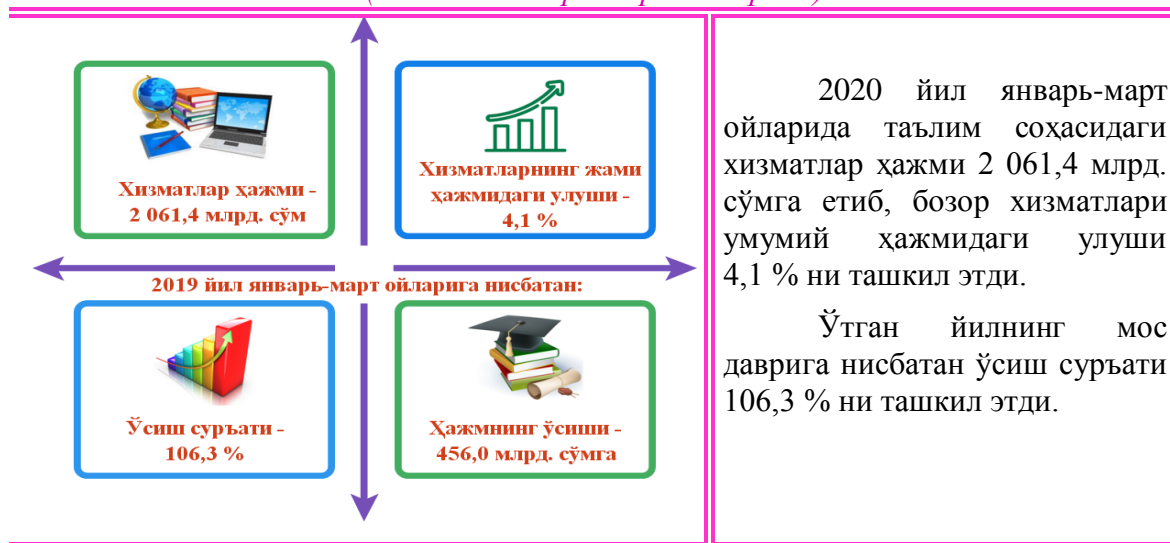 Хизматлар ҳажми -
2 061,4 млрд. сўм
Хизматларнинг жами
ҳажмидаги улуши -
4,1 %
2019 йил январь-март ойларига нисбатан:
Ўсиш суръати -
106,3 %
Ҳажмнинг ўсиши -
456,0 млрд. сўмга
2020 йил январь-март
ойларида таълим соҳасидаги
хизматлар ҳажми 2 061,4 млрд.
сўмга етиб, бозор хизматлари
умумий ҳажмидаги улуши
4,1 % ни ташкил этди.
Ўтган йилнинг мос
даврига нисбатан ўсиш суръати
106,3 % ни ташкил этди.